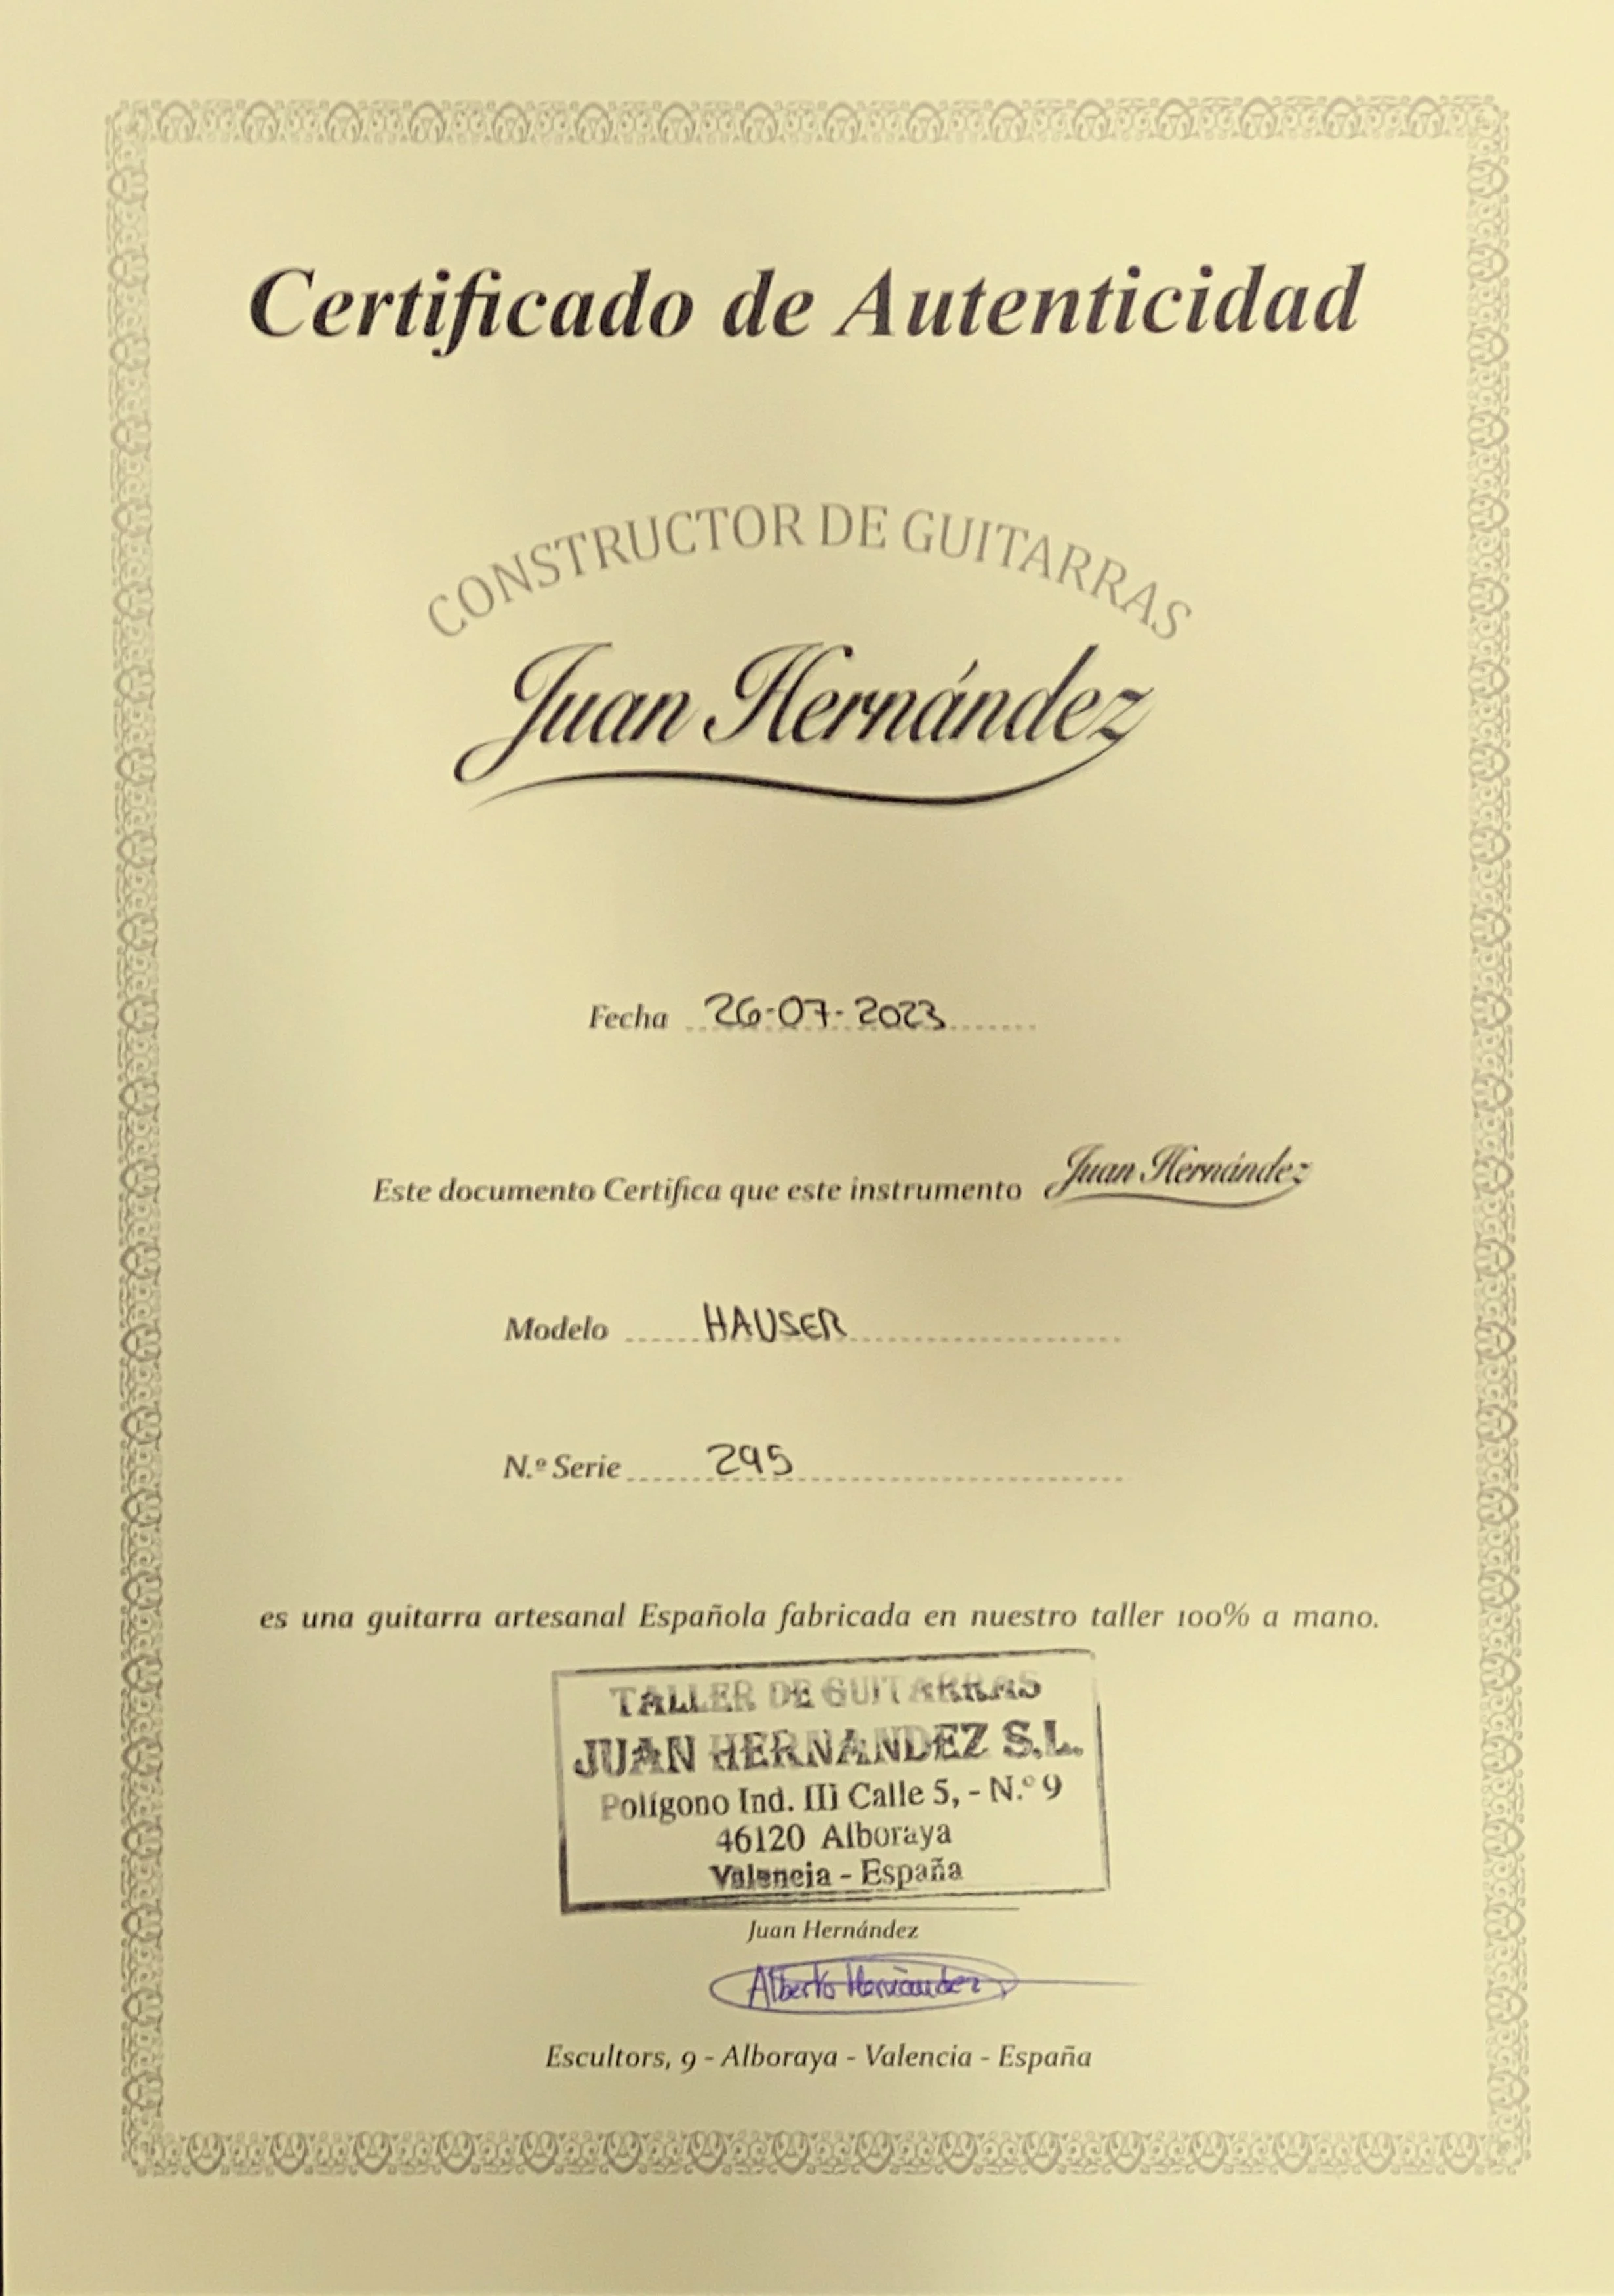 Certificado de Autenticidad
CONSTRUCTOR DE GUITARRAS
Juan Hernández
Fecha 26-07-2023
Este documento Certifica que este instrumento Juan Hernández
Modelo HAUSER
N.º Serie 295
es una guitarra artesanal Española fabricada en nuestro taller 100% a mano.
TALLER DE GUITARRAS
JUAN HERNANDEZ S.L.
Polígono Ind. III Calle 5, - N.º 9
46120 Alboraya
Valencia - España
Juan Hernández
Alberto Hernández
Escultors, 9 - Alboraya - Valencia - España